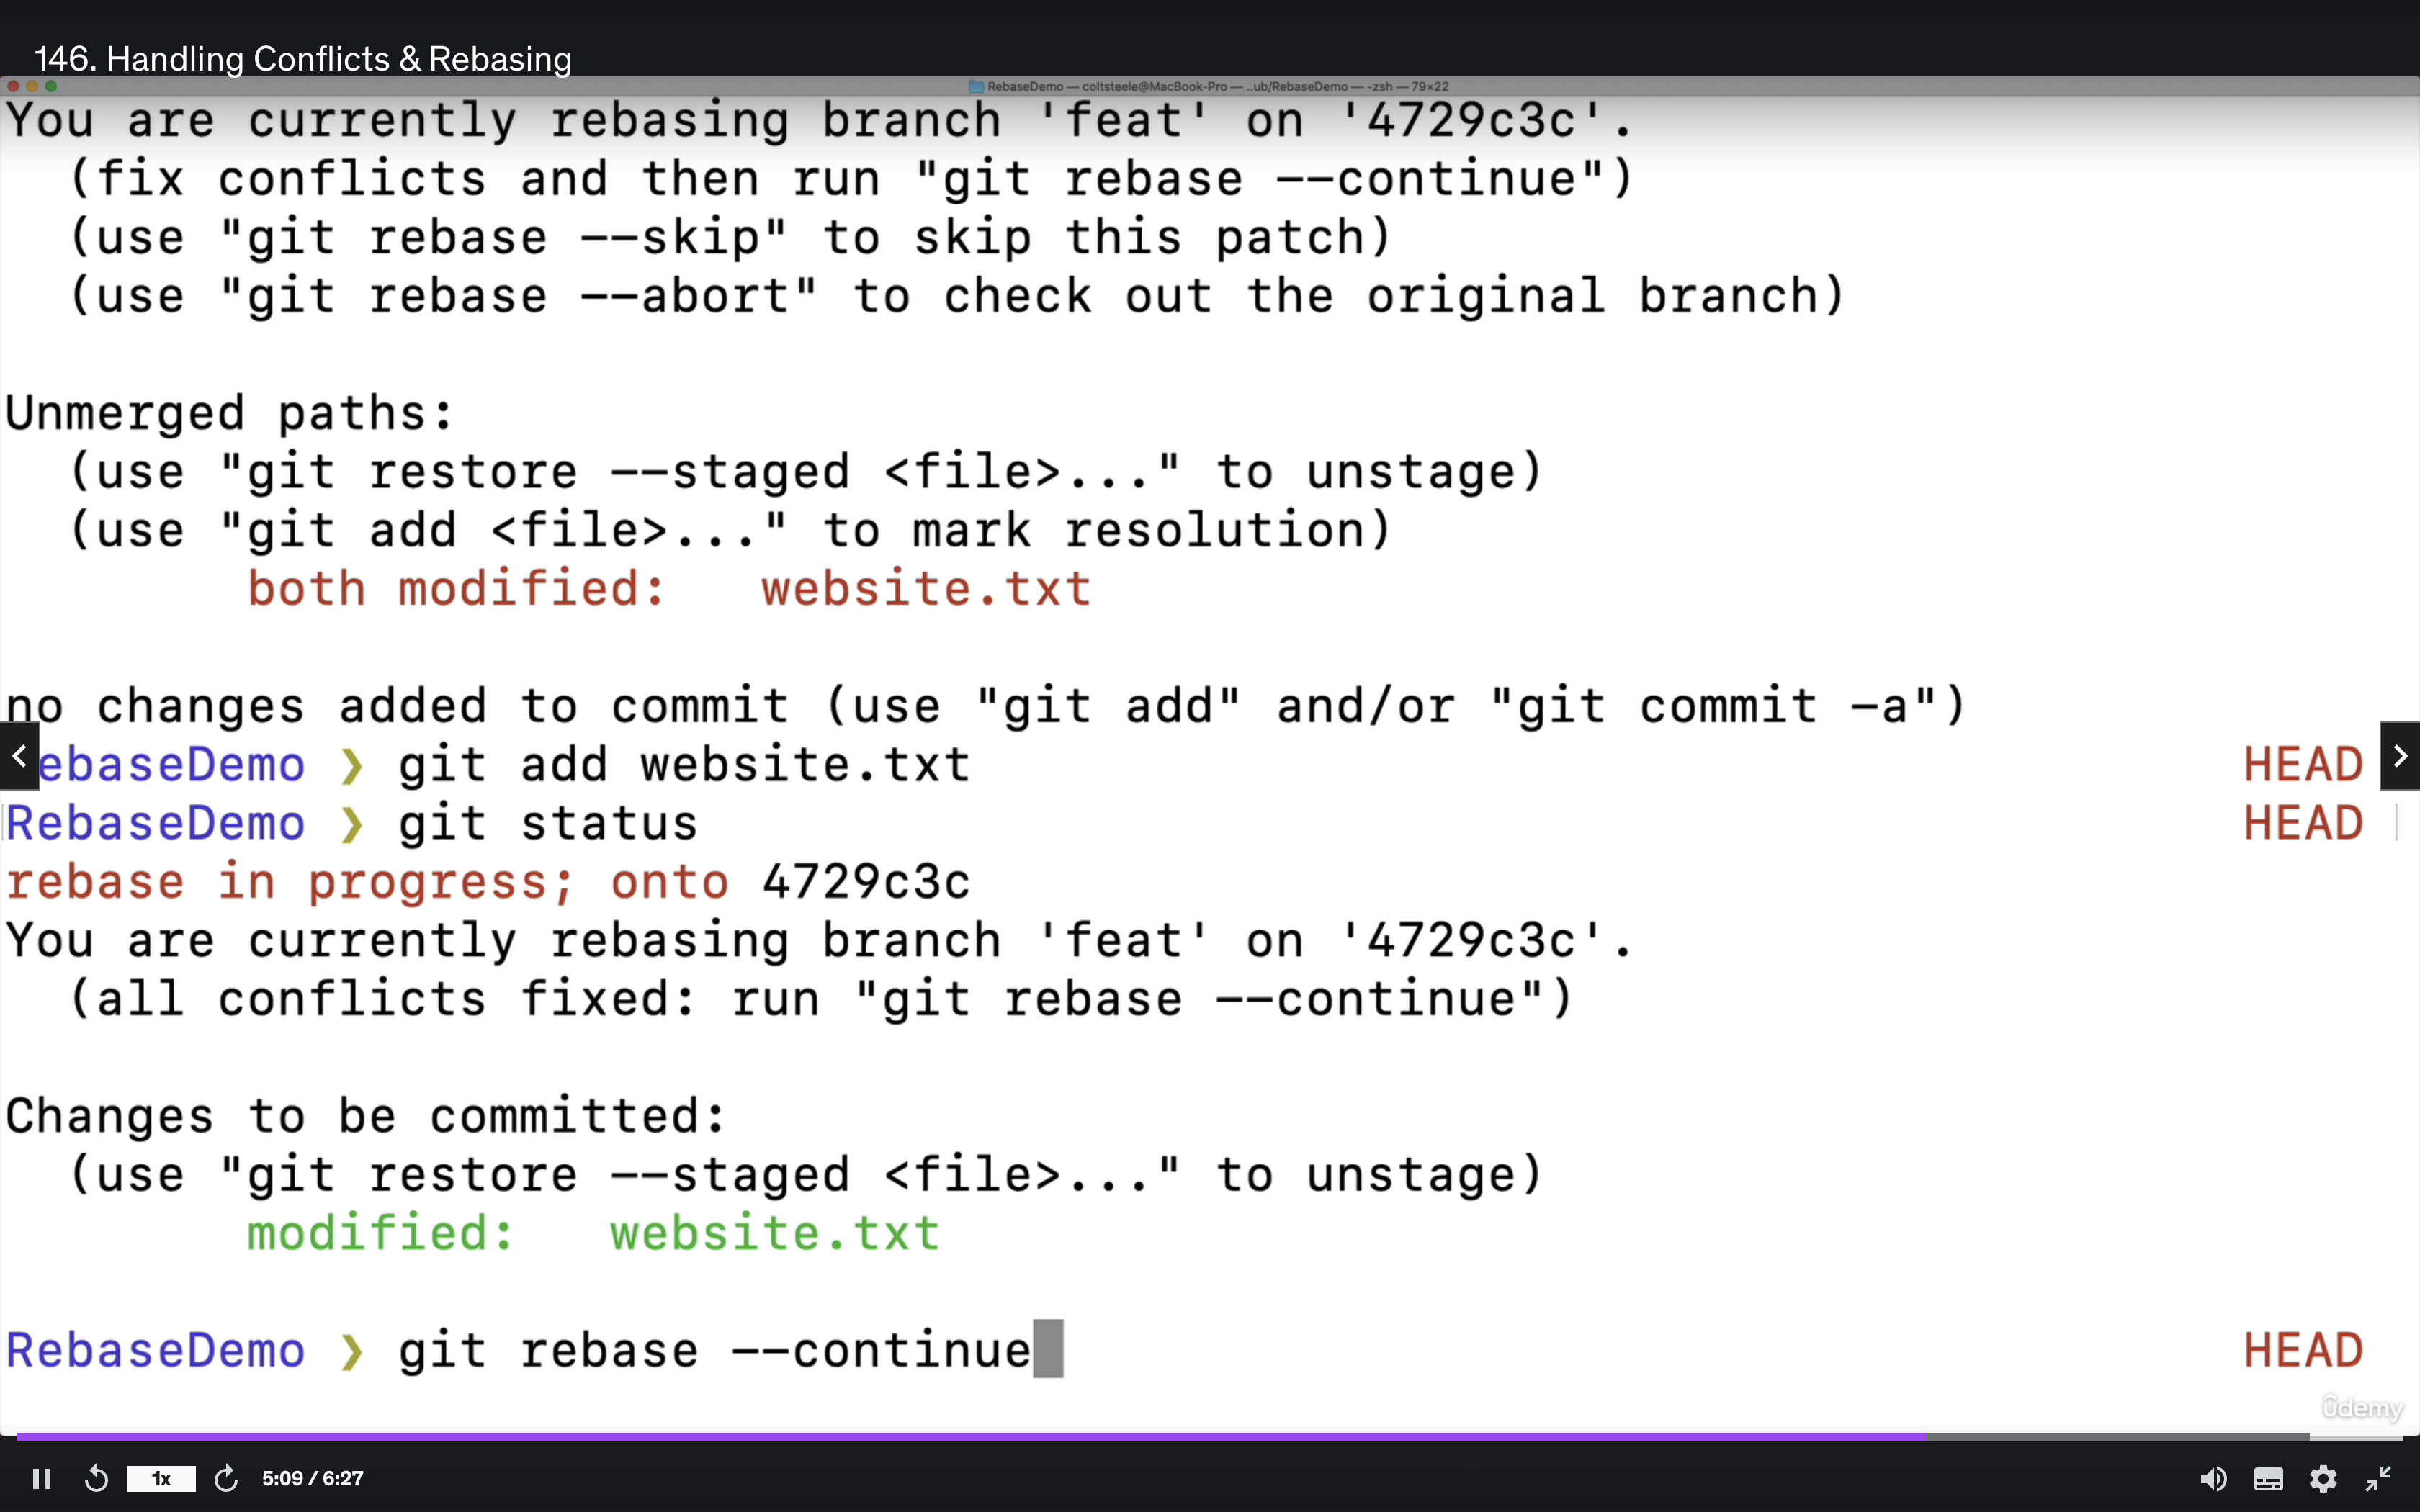 146. Handling Conflicts & Rebasing
RebaseDemo — coltsteele@MacBook-Pro — ..ub/RebaseDemo — -zsh — 79×22
You are currently rebasing branch 'feat' on '4729c3c'.
(fix conflicts and then run "git rebase --continue")
(use "git rebase --skip" to skip this patch)
(use "git rebase --abort" to check out the original branch)
Unmerged paths:
(use "git restore --staged <file>..." to unstage)
(use "git add <file>..." to mark resolution)
both modified: website.txt
no changes added to commit (use "git add" and/or "git commit -a")
ebaseDemo ❯ git add website.txt HEAD
RebaseDemo ❯ git status HEAD
rebase in progress; onto 4729c3c
You are currently rebasing branch 'feat' on '4729c3c'.
(all conflicts fixed: run "git rebase --continue")
Changes to be committed:
(use "git restore --staged <file>..." to unstage)
modified: website.txt
RebaseDemo ❯ git rebase --continue HEAD
ûdemy
1x 5:09 / 6:27